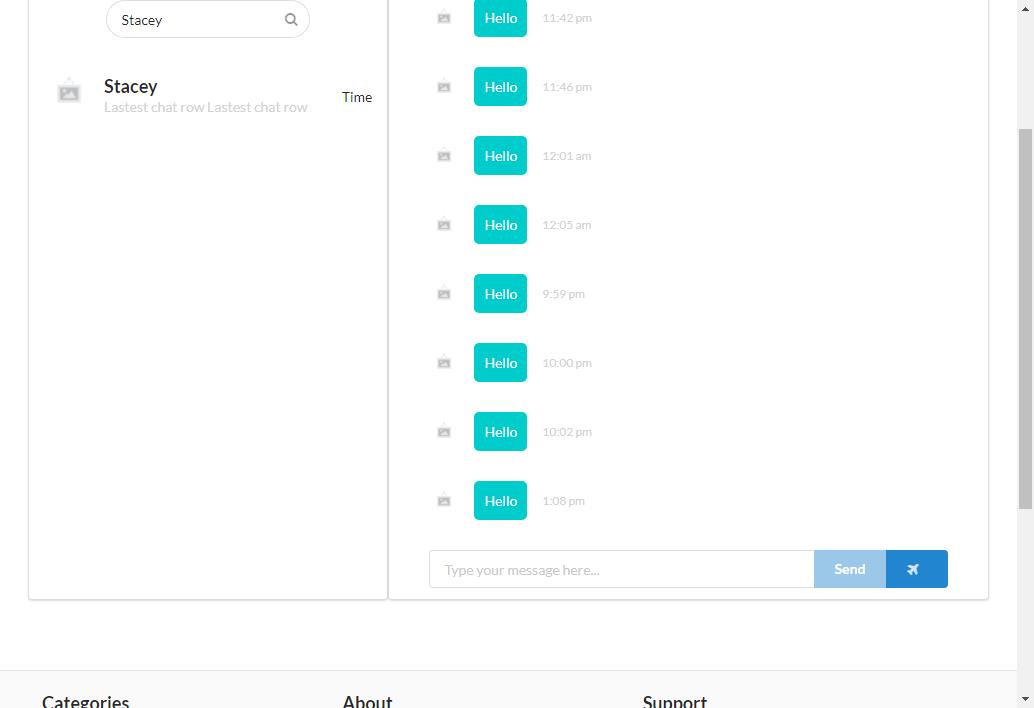 Stacey
Stacey
Lastest chat row Lastest chat row
Time
Hello 11:42 pm
Hello 11:46 pm
Hello 12:01 am
Hello 12:05 am
Hello 9:59 pm
Hello 10:00 pm
Hello 10:02 pm
Hello 1:08 pm
Type your message here... Send
Categories About Support